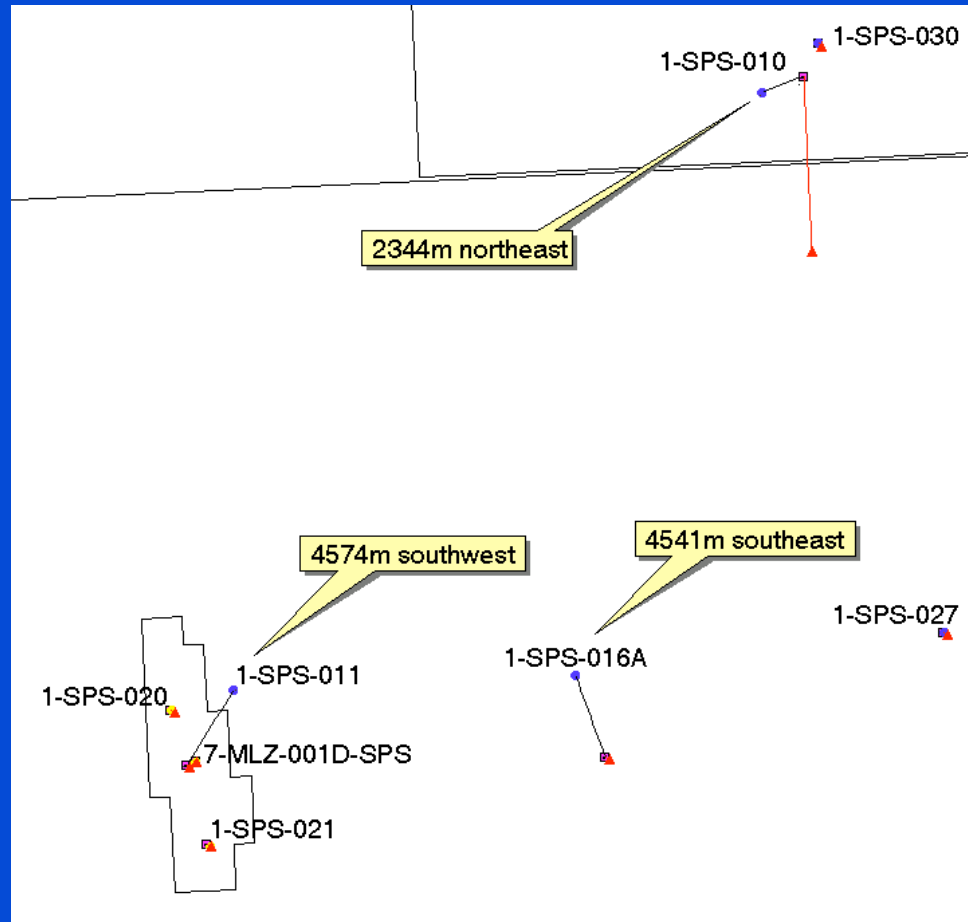 1-SPS-030
1-SPS-010
2344m northeast
4574m southwest
4541m southeast
1-SPS-027
1-SPS-016A
1-SPS-011
1-SPS-020
7-MLZ-001D-SPS
1-SPS-021